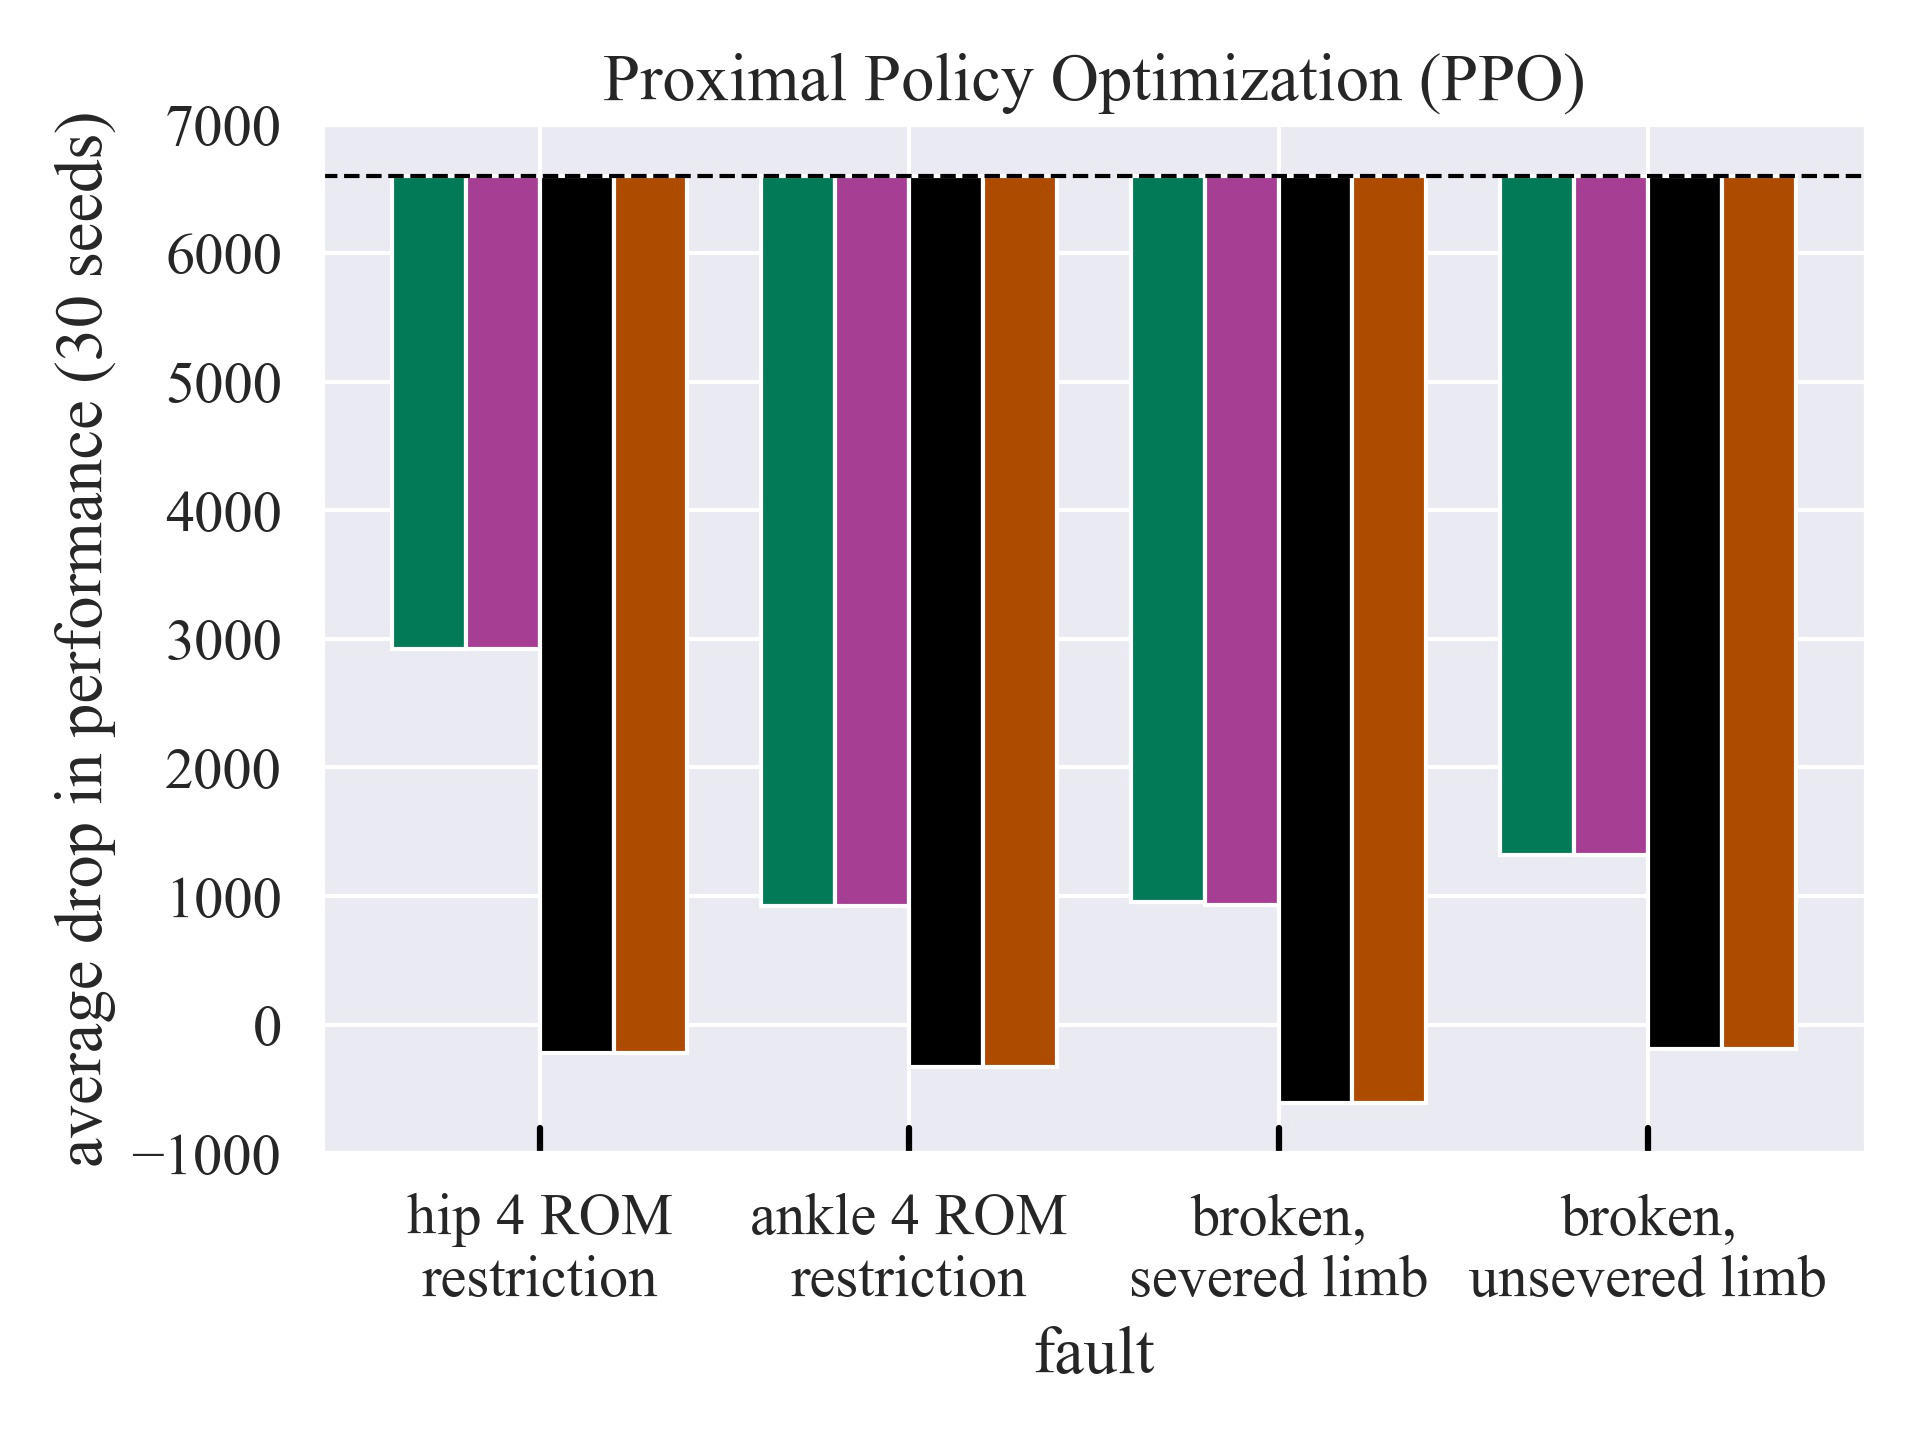 Proximal Policy Optimization (PPO)
average drop in performance (30 seeds)
7000
6000
5000
4000
3000
2000
1000
0
−1000
hip 4 ROM
restriction
ankle 4 ROM
restriction
broken,
severed limb
broken,
unsevered limb
fault